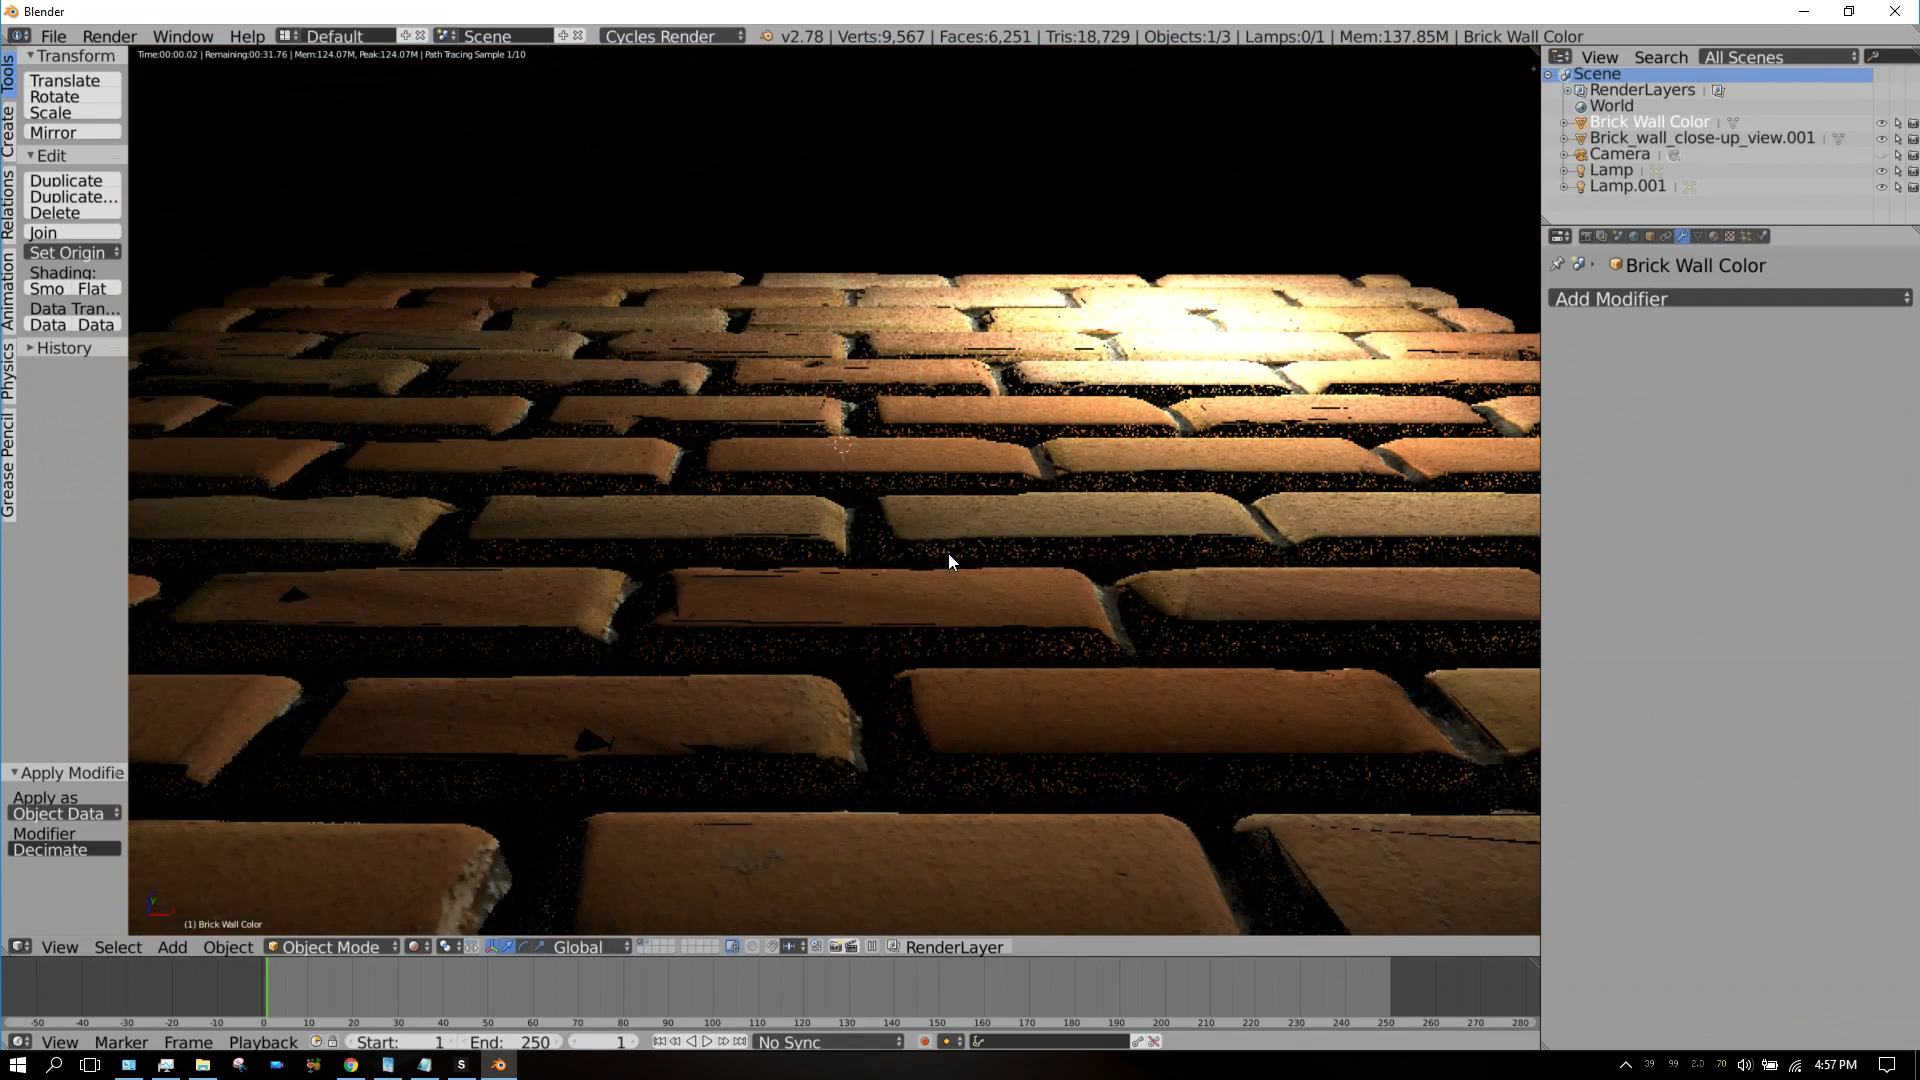 Blender
File Render Window Help Default Scene Cycles Render v2.78 | Verts:9,567 | Faces:6,251 | Tris:18,729 | Objects:1/3 | Lamps:0/1 | Mem:137.85M | Brick Wall Color
Time:00:00.02 | Remaining:00:31.76 | Mem:124.07M, Peak:124.07M | Path Tracing Sample 1/10
Tools
Create
Relations
Animation
Physics
Grease Pencil
Transform
Translate
Rotate
Scale
Mirror
Edit
Duplicate
Duplicate...
Delete
Join
Set Origin
Shading:
Smo Flat
Data Tran...
Data Data
History
Apply Modifie
Apply as
Object Data
Modifier
Decimate
y
(1) Brick Wall Color
View Search All Scenes
Scene
RenderLayers
World
Brick Wall Color
Brick_wall_close-up_view.001
Camera
Lamp
Lamp.001
Brick Wall Color
Add Modifier
View Select Add Object Object Mode Global RenderLayer
-50 -40 -30 -20 -10 0 10 20 30 40 50 60 70 80 90 100 110 120 130 140 150 160 170 180 190 200 210 220 230 240 250 260 270 280
View Marker Frame Playback Start: 1 End: 250 1 No Sync
S 39 99 2.0 70 4:57 PM